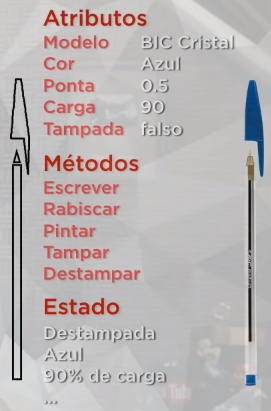 Atributos
Modelo BIC Cristal
Cor Azul
Ponta 0.5
Carga 90
Tampada falso
Métodos
Escrever
Rabiscar
Pintar
Tampar
Destampar
Estado
Destampada
Azul
90% de carga
...